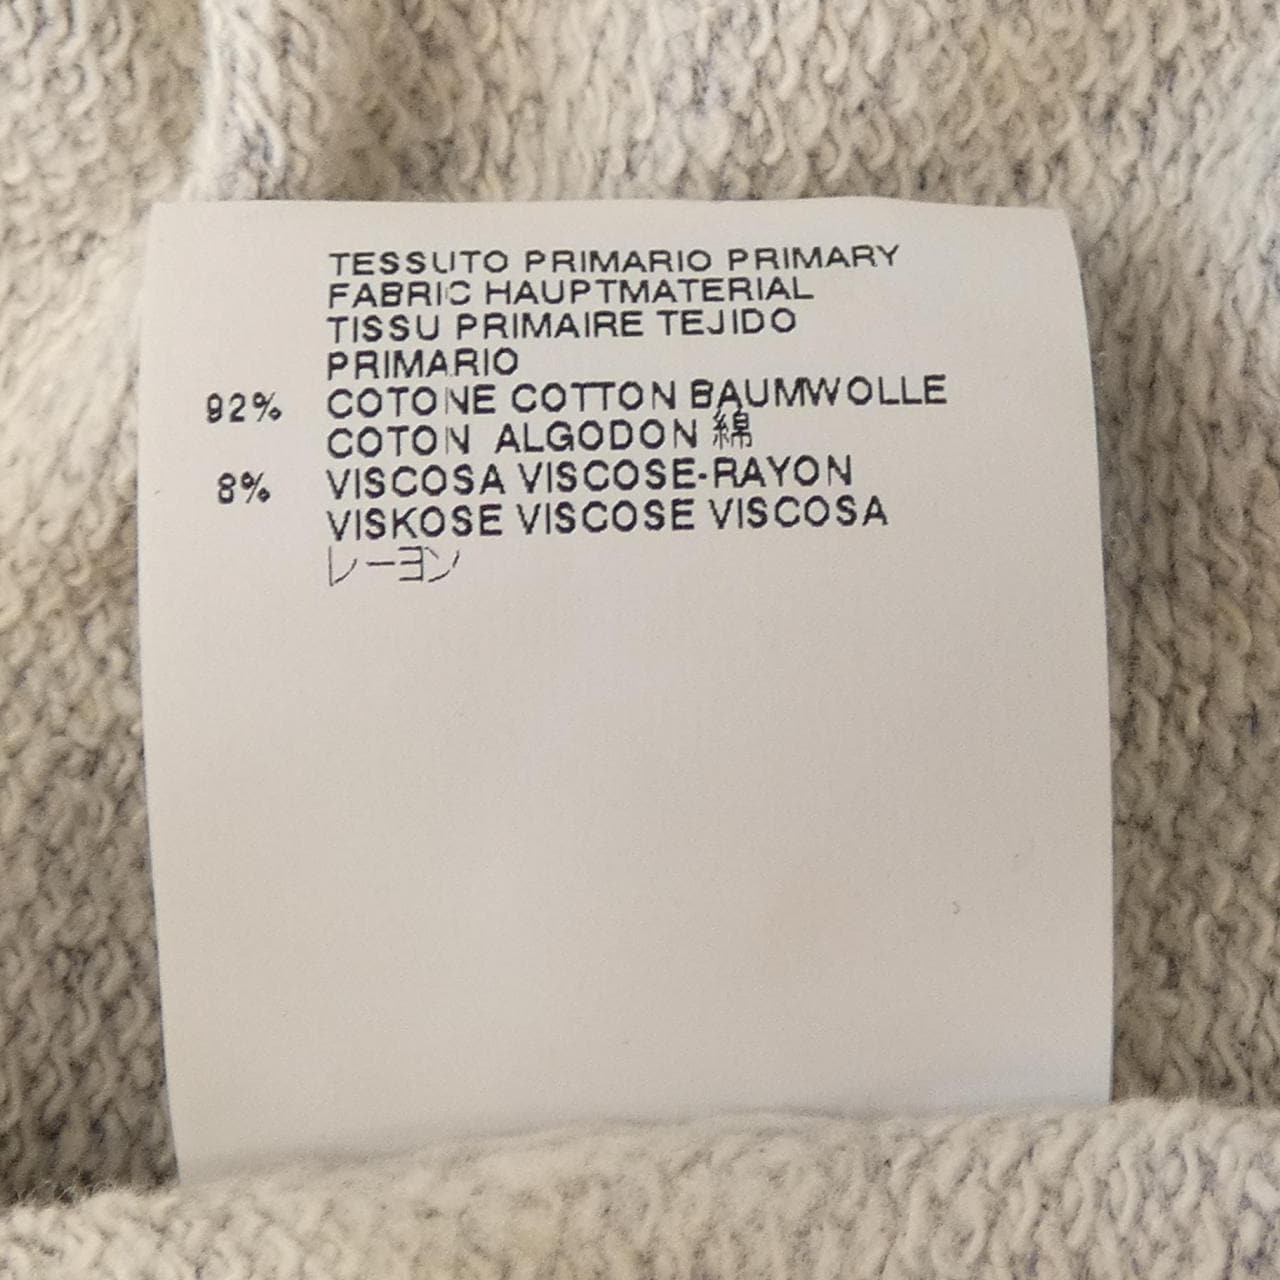 TESSUTO PRIMARIO PRIMARY
FABRIC HAUPTMATERIAL
TISSU PRIMAIRE TEJIDO
PRIMARIO
92% COTONE COTTON BAUMWOLLE
COTON ALGODON 綿
8% VISCOSA VISCOSE-RAYON
VISKOSE VISCOSE VISCOSA
レーヨン